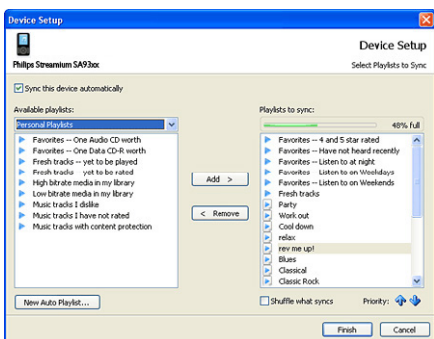 Device Setup
Device Setup
Philips Streamium SA93xx
Select Playlists to Sync
Sync this device automatically
Available playlists:
Personal Playlists
Favorites -- One Audio CD worth
Favorites -- One Data CD-R worth
Fresh tracks -- yet to be played
Fresh tracks -- yet to be rated
High bitrate media in my library
Low bitrate media in my library
Music tracks I dislike
Music tracks I have not rated
Music tracks with content protection
New Auto Playlist...
Add >
< Remove
Playlists to sync:
48% full
Favorites -- 4 and 5 star rated
Favorites -- Have not heard recently
Favorites -- Listen to at night
Favorites -- Listen to on Weekdays
Favorites -- Listen to on Weekends
Fresh tracks
Party
Work out
Cool down
relax
rev me up!
Blues
Classical
Classic Rock
Shuffle what syncs
Priority:
Finish
Cancel